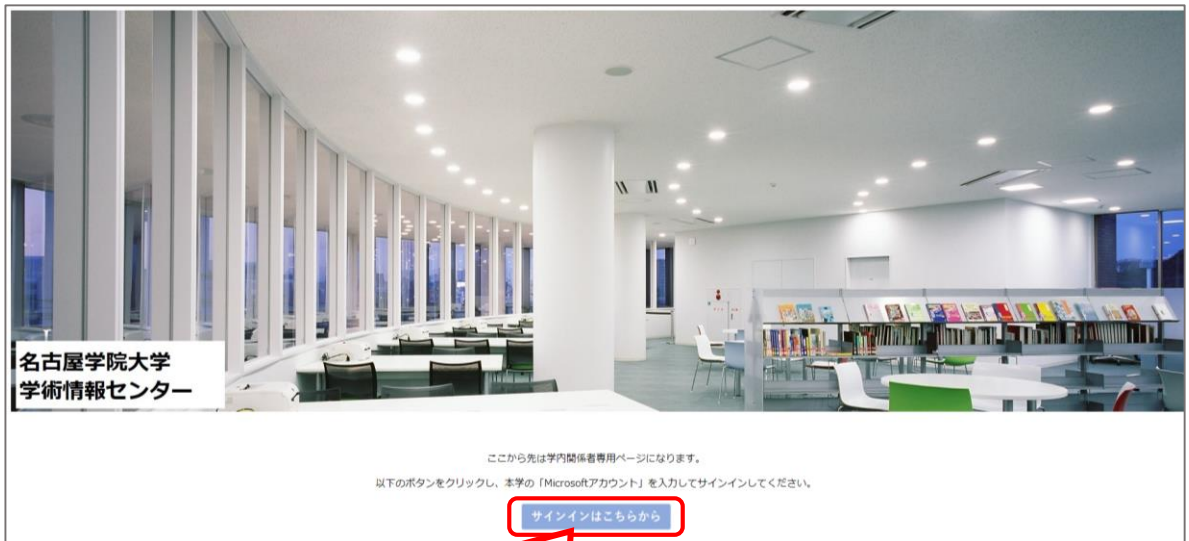 名古屋学院大学
学術情報センター
ここから先は学内関係者専用ページになります。
以下のボタンをクリックし、本学の「Microsoftアカウント」を入力してサインインしてください。
サインインはこちらから